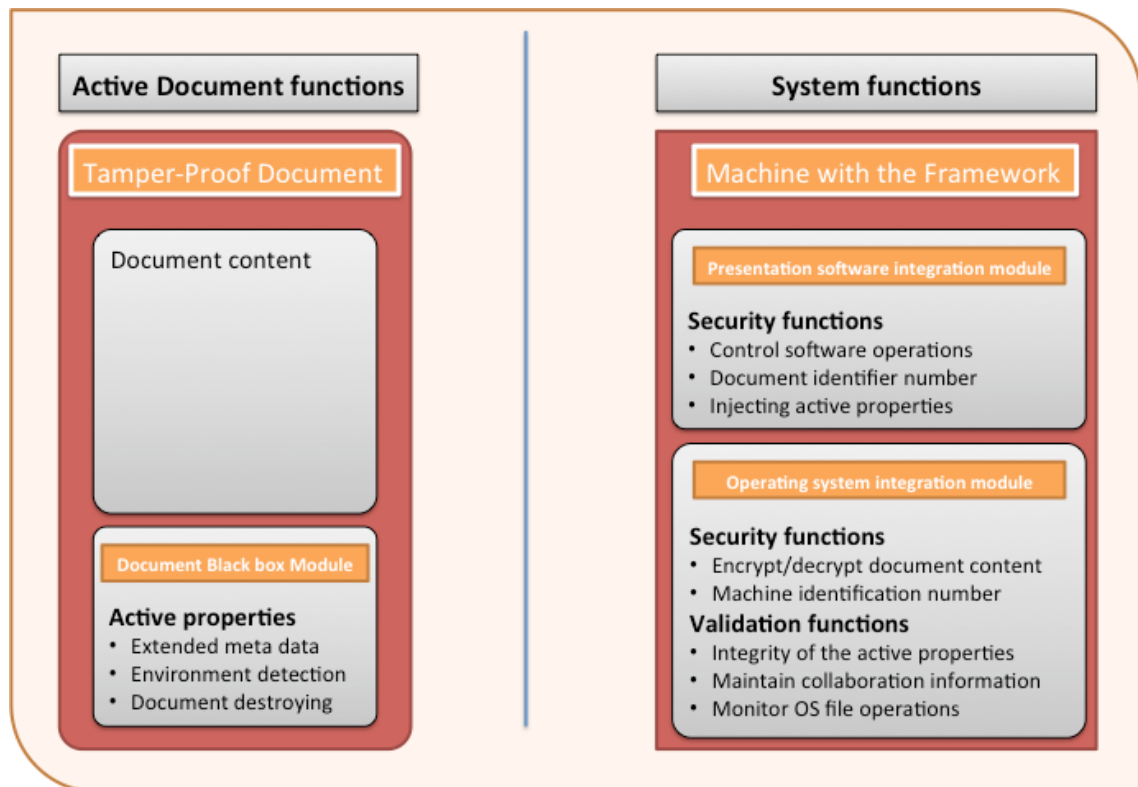 Active Document functions
Tamper-Proof Document
Document content
Document Black box Module
Active properties
• Extended meta data
• Environment detection
• Document destroying
System functions
Machine with the Framework
Presentation software integration module
Security functions
• Control software operations
• Document identifier number
• Injecting active properties
Operating system integration module
Security functions
• Encrypt/decrypt document content
• Machine identification number
Validation functions
• Integrity of the active properties
• Maintain collaboration information
• Monitor OS file operations